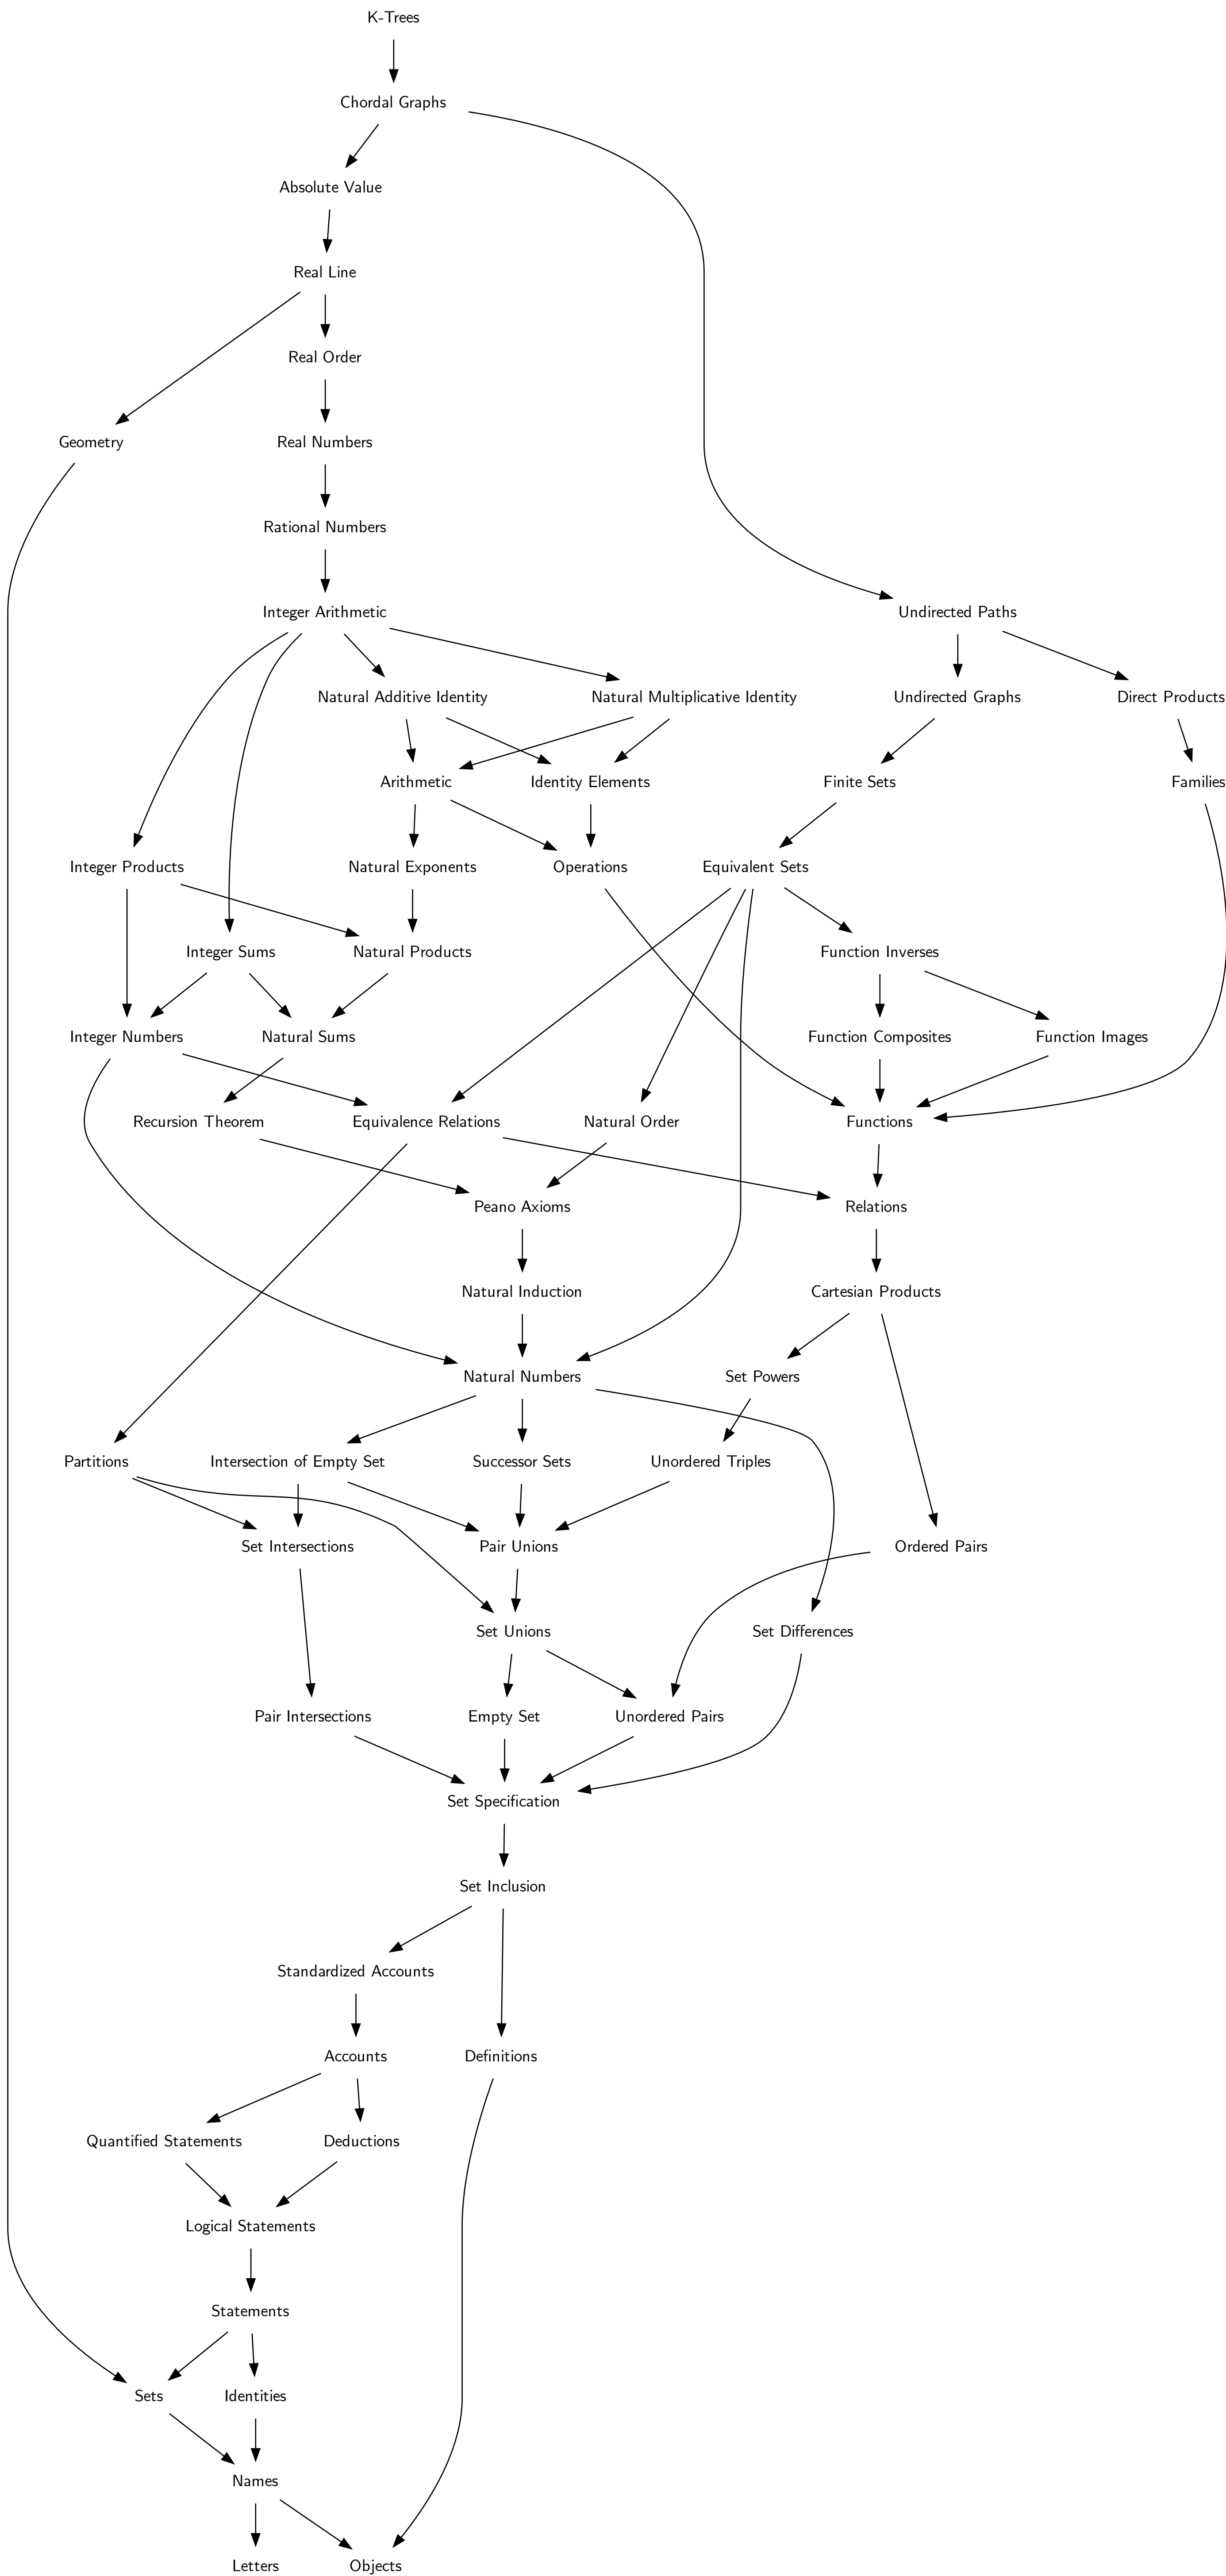 K-Trees
Chordal Graphs
Absolute Value
Real Line
Real Order
Geometry
Real Numbers
Rational Numbers
Integer Arithmetic
Undirected Paths
Natural Additive Identity
Natural Multiplicative Identity
Undirected Graphs
Direct Products
Arithmetic
Identity Elements
Finite Sets
Families
Integer Products
Natural Exponents
Operations
Equivalent Sets
Integer Sums
Natural Products
Function Inverses
Integer Numbers
Natural Sums
Function Composites
Function Images
Recursion Theorem
Equivalence Relations
Natural Order
Functions
Peano Axioms
Relations
Natural Induction
Cartesian Products
Natural Numbers
Set Powers
Partitions
Intersection of Empty Set
Successor Sets
Unordered Triples
Set Intersections
Pair Unions
Ordered Pairs
Set Unions
Set Differences
Pair Intersections
Empty Set
Unordered Pairs
Set Specification
Set Inclusion
Standardized Accounts
Accounts
Definitions
Quantified Statements
Deductions
Logical Statements
Statements
Sets
Identities
Names
Letters
Objects